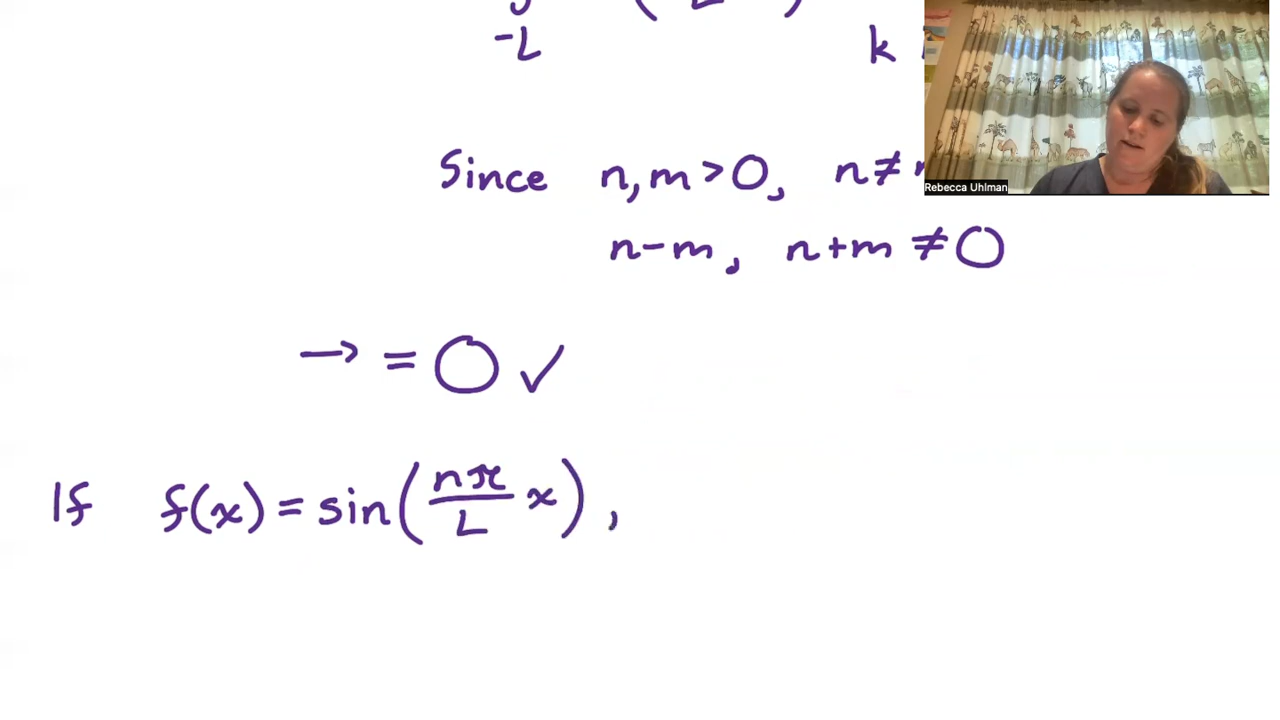 -L
k
Since n, m > 0, n ≠
Rebecca Uhlman
n-m, n+m ≠ 0
→ = 0 ✓
If f(x) = sin(nπ/L x),